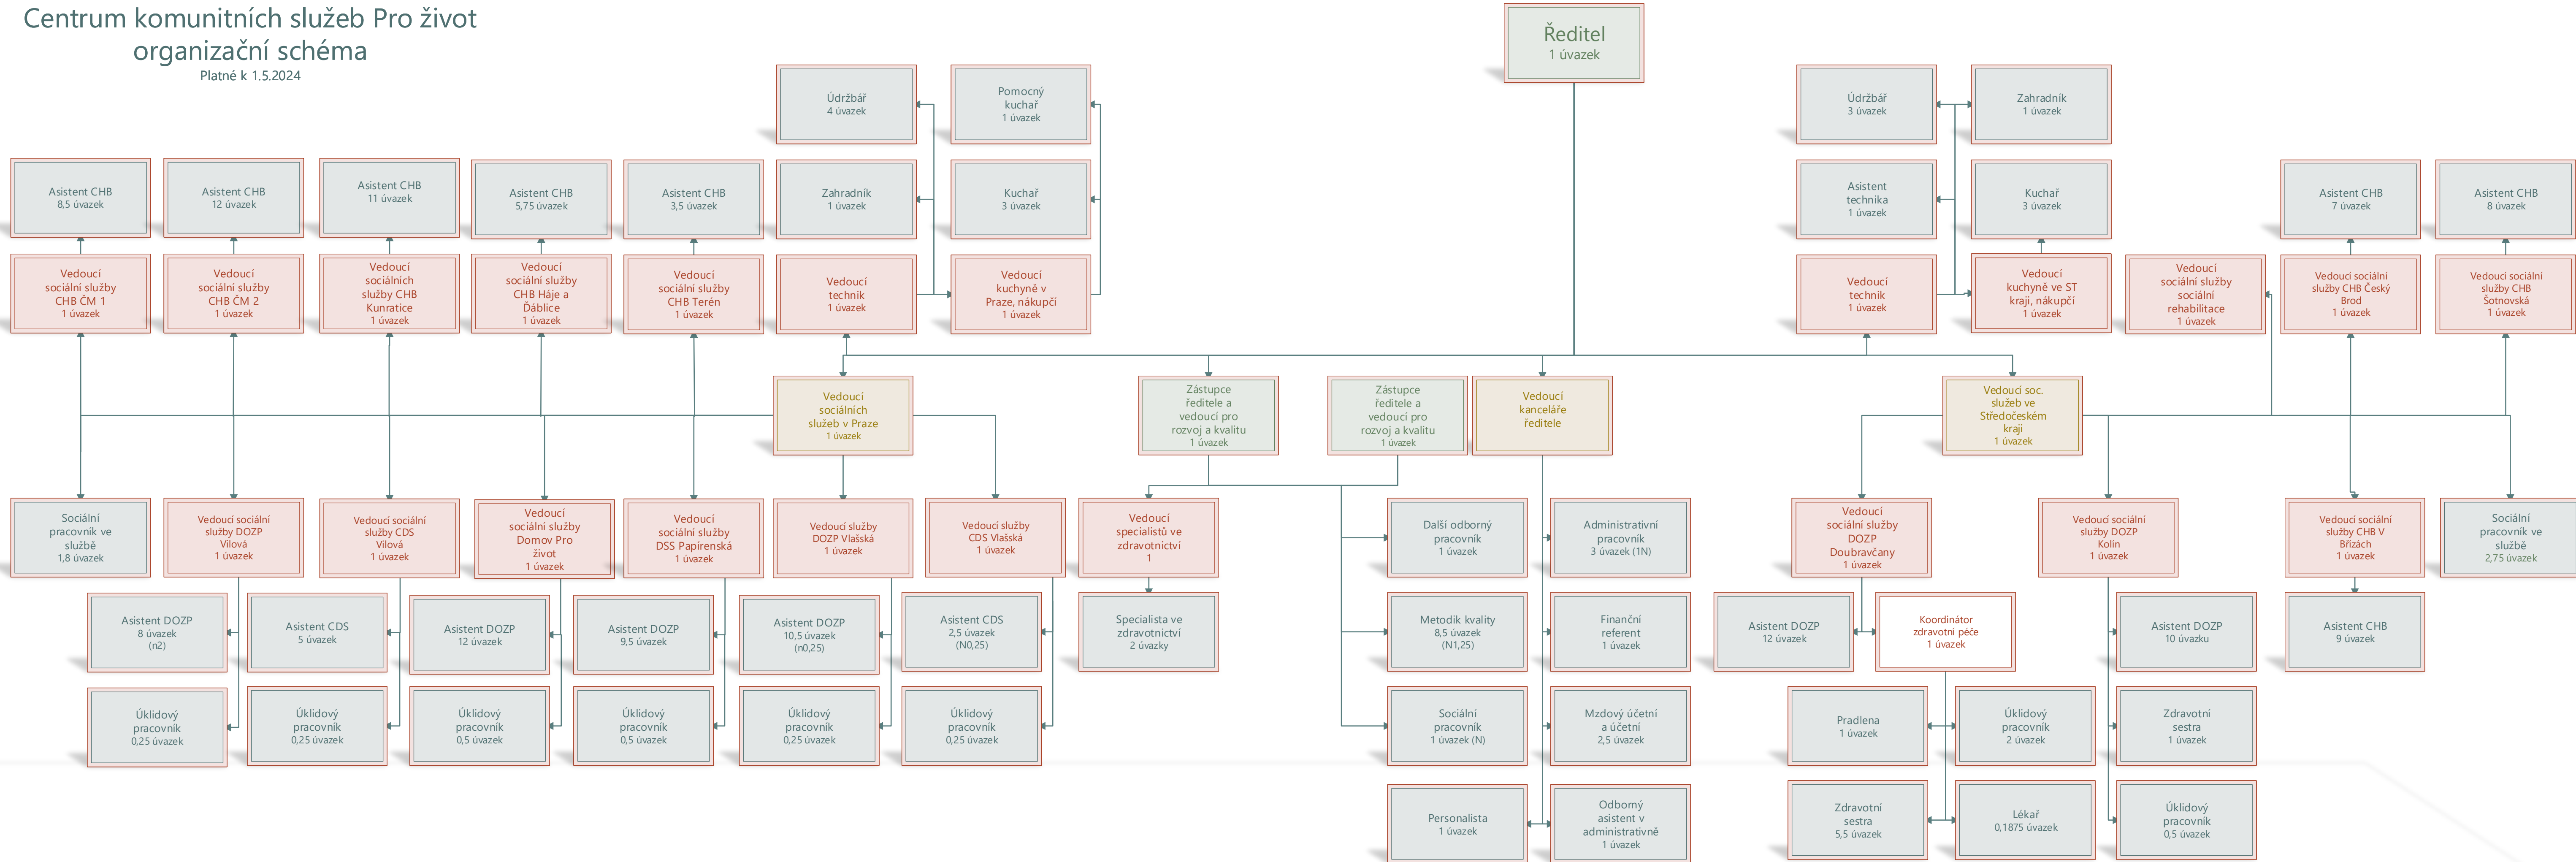 Centrum komunitních služeb Pro život
organizační schéma
Platné k 1.5.2024
Ředitel
1 úvazek
Údržbář
4 úvazek
Pomocný
kuchař
1 úvazek
Údržbář
3 úvazek
Zahradník
1 úvazek
Asistent CHB
8,5 úvazek
Asistent CHB
12 úvazek
Asistent CHB
11 úvazek
Asistent CHB
5,75 úvazek
Asistent CHB
3,5 úvazek
Zahradník
1 úvazek
Kuchař
3 úvazek
Asistent
technika
1 úvazek
Kuchař
3 úvazek
Asistent CHB
7 úvazek
Asistent CHB
8 úvazek
Vedoucí
sociální služby
CHB ČM 1
1 úvazek
Vedoucí
sociální služby
CHB ČM 2
1 úvazek
Vedoucí
sociálních
služby CHB
Kunratice
1 úvazek
Vedoucí
sociální služby
CHB Háje a
Ďáblice
1 úvazek
Vedoucí
sociální služby
CHB Terén
1 úvazek
Vedoucí
technik
1 úvazek
Vedoucí
kuchyně v
Praze, nákupčí
1 úvazek
Vedoucí
technik
1 úvazek
Vedoucí
kuchyně ve ST
kraji, nákupčí
1 úvazek
Vedoucí
sociální služby
sociální
rehabilitace
1 úvazek
Vedoucí sociální
služby CHB Český
Brod
1 úvazek
Vedoucí sociální
služby CHB
Šotnovská
1 úvazek
Vedoucí
sociálních
služeb v Praze
1 úvazek
Zástupce
ředitele a
vedoucí pro
rozvoj a kvalitu
1 úvazek
Zástupce
ředitele a
vedoucí pro
rozvoj a kvalitu
1 úvazek
Vedoucí
kanceláře
ředitele
Vedoucí soc.
služeb ve
Středočeském
kraji
1 úvazek
Sociální
pracovník ve
službě
1,8 úvazek
Vedoucí sociální
služby DOZP
Vilová
1 úvazek
Vedoucí sociální
služby CDS
Vilová
1 úvazek
Vedoucí
sociální služby
Domov Pro
život
1 úvazek
Vedoucí
sociální služby
DSS Papírenská
1 úvazek
Vedoucí služby
DOZP Vlašská
1 úvazek
Vedoucí služby
CDS Vlašská
1 úvazek
Vedoucí
specialistů ve
zdravotnictví
1
Další odborný
pracovník
1 úvazek
Administrativní
pracovník
3 úvazek (1N)
Vedoucí
sociální služby
DOZP
Doubravčany
1 úvazek
Vedoucí sociální
služby DOZP
Kolín
1 úvazek
Vedoucí sociální
služby CHB V
Břízách
1 úvazek
Sociální
pracovník ve
službě
2,75 úvazek
Asistent DOZP
8 úvazek
(n2)
Asistent CDS
5 úvazek
Asistent DOZP
12 úvazek
Asistent DOZP
9,5 úvazek
Asistent DOZP
10,5 úvazek
(n0,25)
Asistent CDS
2,5 úvazek
(N0,25)
Specialista ve
zdravotnictví
2 úvazky
Metodik kvality
8,5 úvazek
(N1,25)
Finanční
referent
1 úvazek
Asistent DOZP
12 úvazek
Koordinátor
zdravotní péče
1 úvazek
Asistent DOZP
10 úvazku
Asistent CHB
9 úvazek
Úklidový
pracovník
0,25 úvazek
Úklidový
pracovník
0,25 úvazek
Úklidový
pracovník
0,5 úvazek
Úklidový
pracovník
0,5 úvazek
Úklidový
pracovník
0,25 úvazek
Úklidový
pracovník
0,25 úvazek
Sociální
pracovník
1 úvazek (N)
Mzdový účetní
a účetní
2,5 úvazek
Pradlena
1 úvazek
Úklidový
pracovník
2 úvazek
Zdravotní
sestra
1 úvazek
Personalista
1 úvazek
Odborný
asistent v
administrativně
1 úvazek
Zdravotní
sestra
5,5 úvazek
Lékař
0,1875 úvazek
Úklidový
pracovník
0,5 úvazek